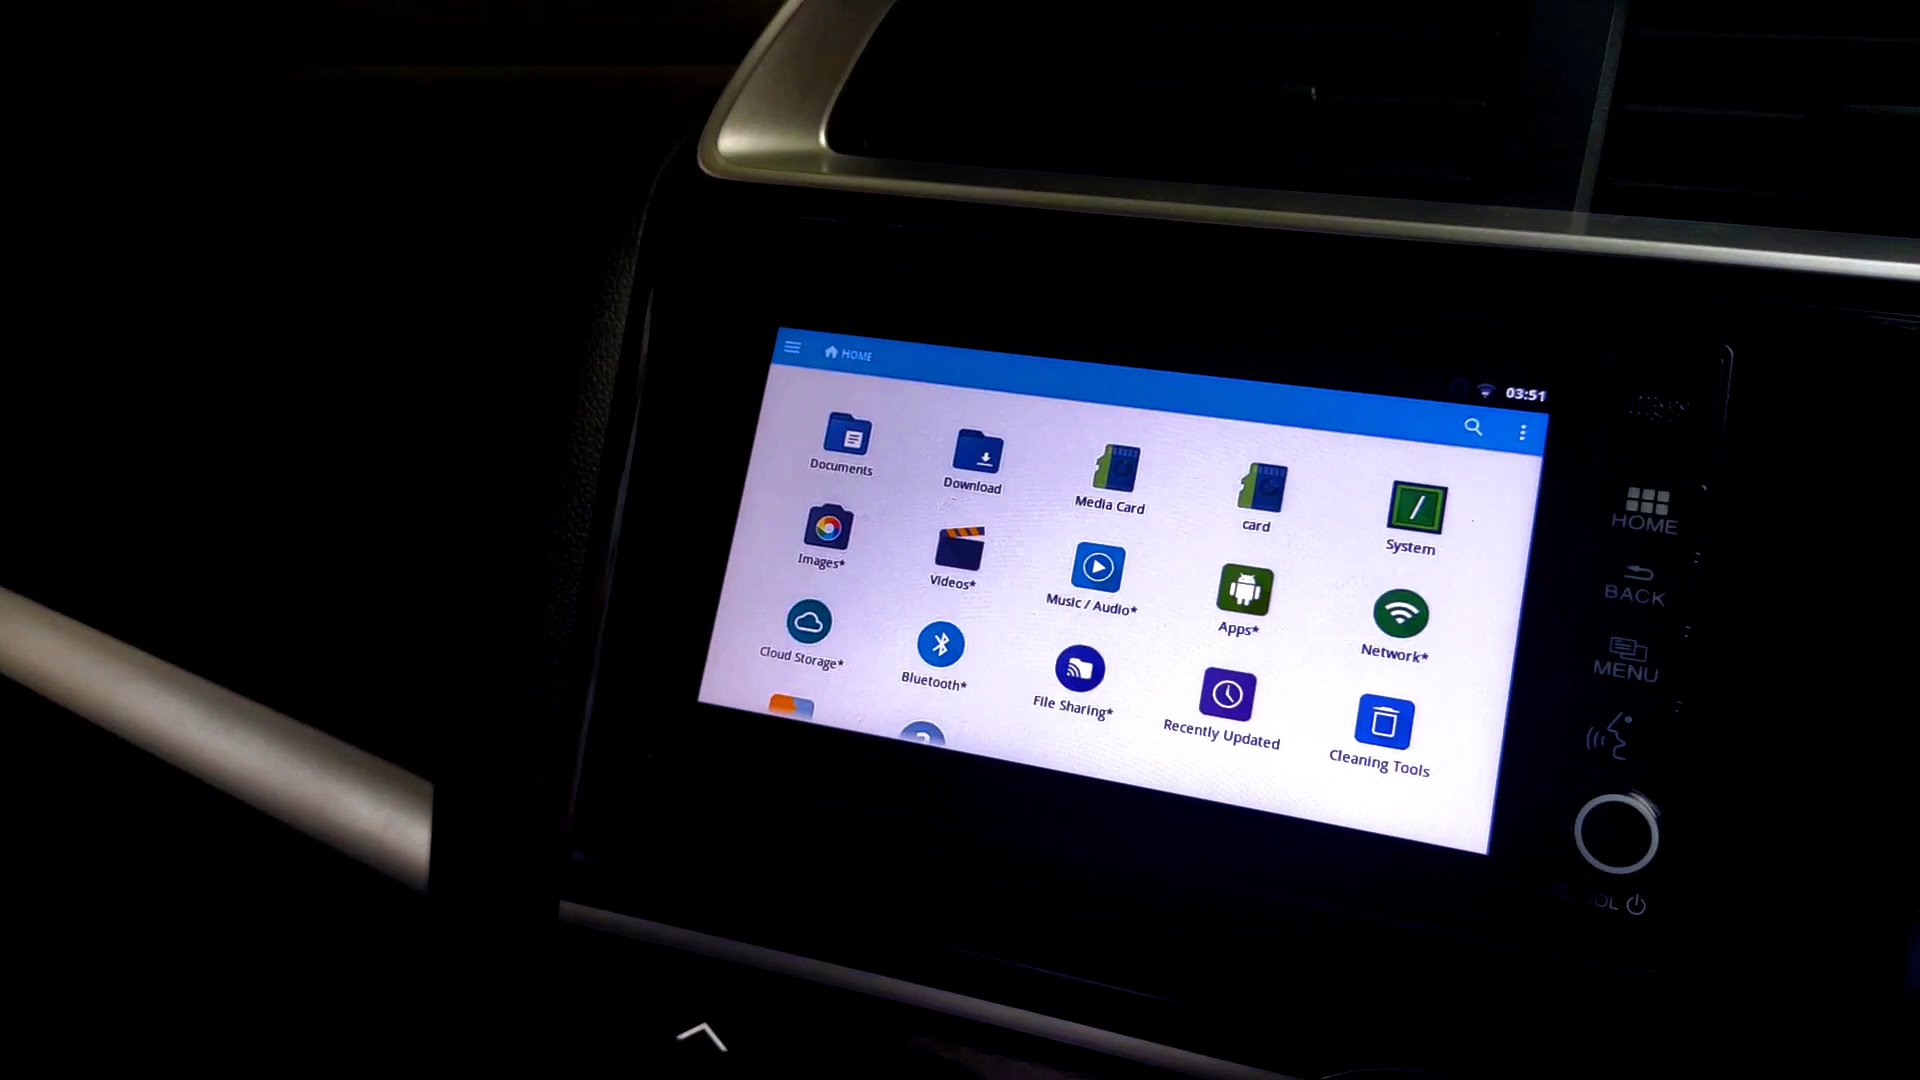 HOME
03:51
Documents
Download
Media Card
card
System
Images*
Videos*
Music / Audio*
Apps*
Network*
Cloud Storage*
Bluetooth*
File Sharing*
Recently Updated
Cleaning Tools
HOME
BACK
MENU
VOL